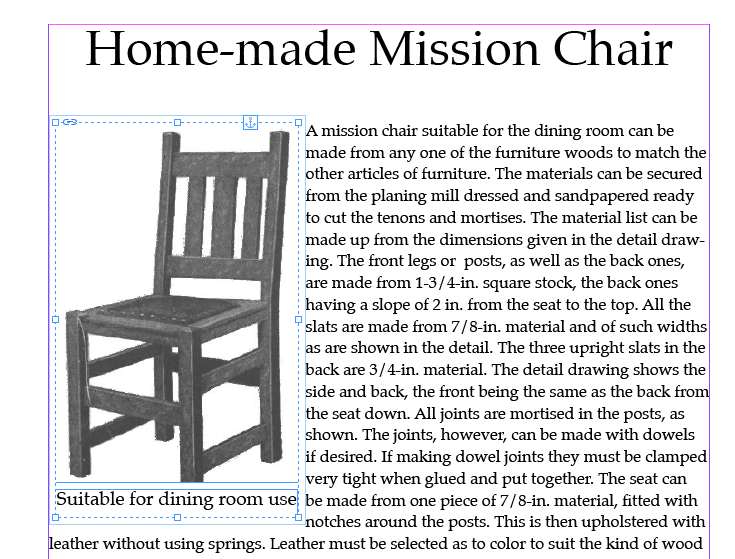 Home-made Mission Chair
A mission chair suitable for the dining room can be
made from any one of the furniture woods to match the
other articles of furniture. The materials can be secured
from the planing mill dressed and sandpapered ready
to cut the tenons and mortises. The material list can be
made up from the dimensions given in the detail draw-
ing. The front legs or  posts, as well as the back ones,
are made from 1-3/4-in. square stock, the back ones
having a slope of 2 in. from the seat to the top. All the
slats are made from 7/8-in. material and of such widths
as are shown in the detail. The three upright slats in the
back are 3/4-in. material. The detail drawing shows the
side and back, the front being the same as the back from
the seat down. All joints are mortised in the posts, as
shown. The joints, however, can be made with dowels
if desired. If making dowel joints they must be clamped
very tight when glued and put together. The seat can
be made from one piece of 7/8-in. material, fitted with
notches around the posts. This is then upholstered with
leather without using springs. Leather must be selected as to color to suit the kind of wood
Suitable for dining room use